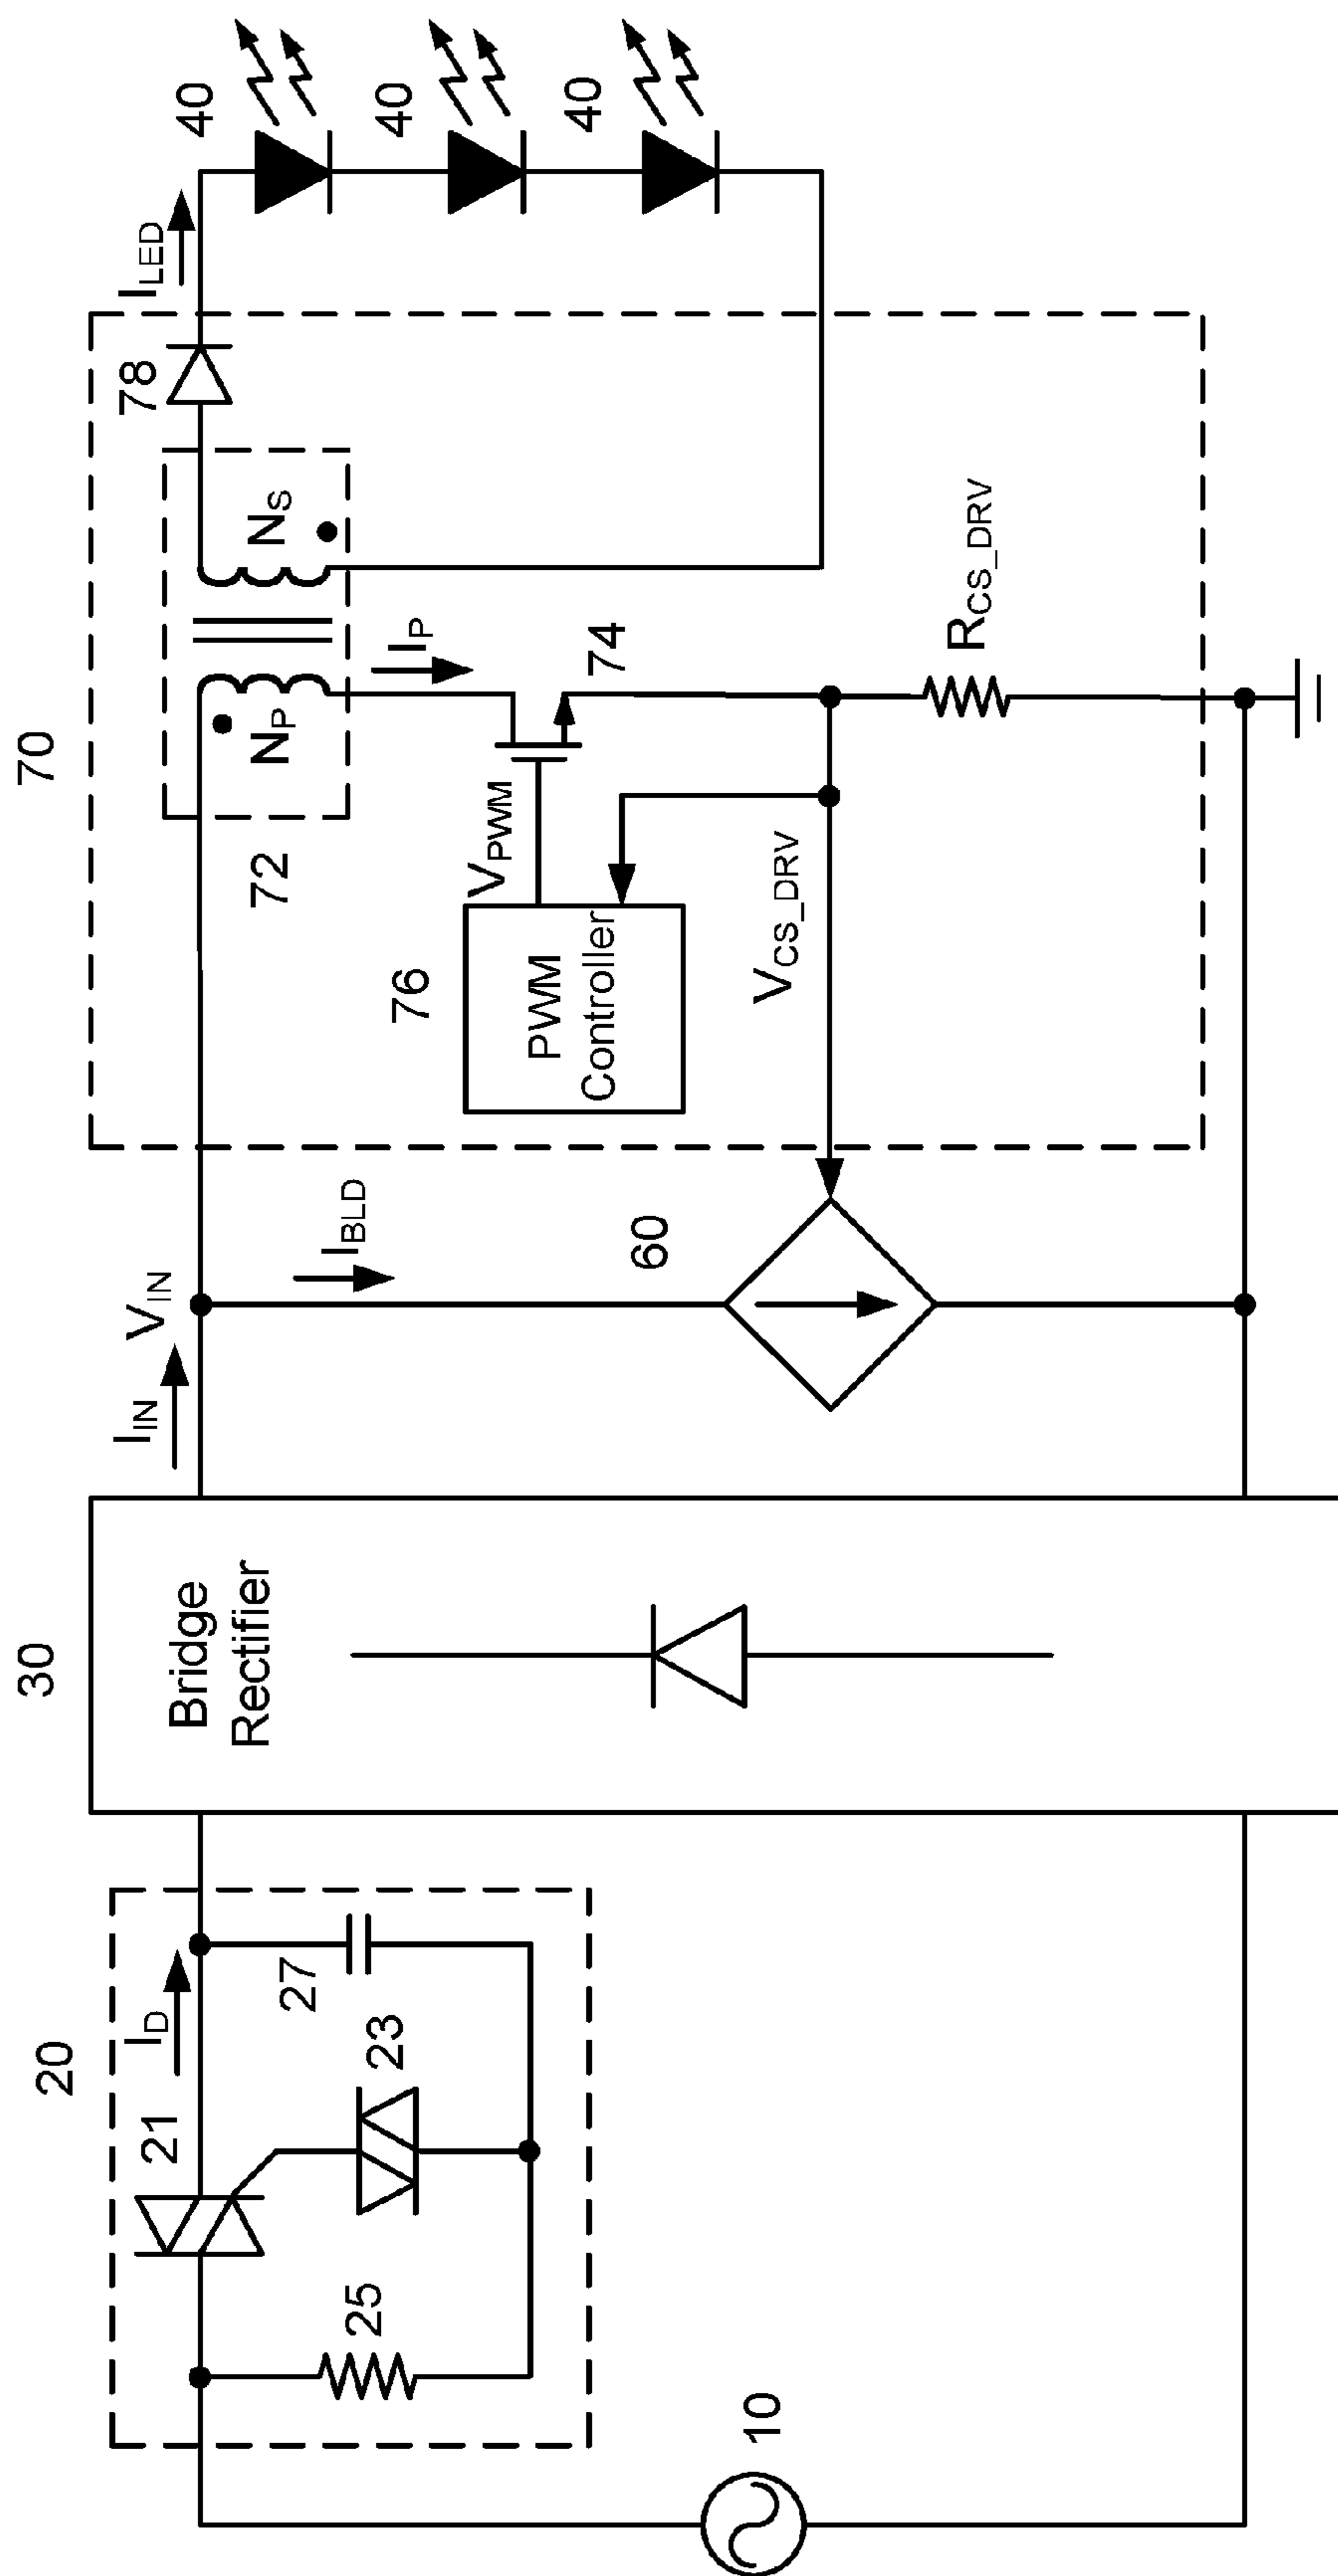 10
20
21
I_D
25
23
27
30
Bridge
Rectifier
I_IN
V_IN
I_BLD
60
70
72
N_P
N_S
78
I_LED
I_P
74
V_PWM
76
PWM
Controller
V_CS_DRV
R_CS_DRV
40
40
40